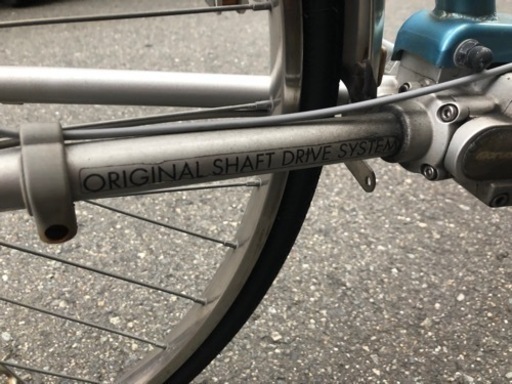 ORIGINAL SHAFT DRIVE SYSTEM